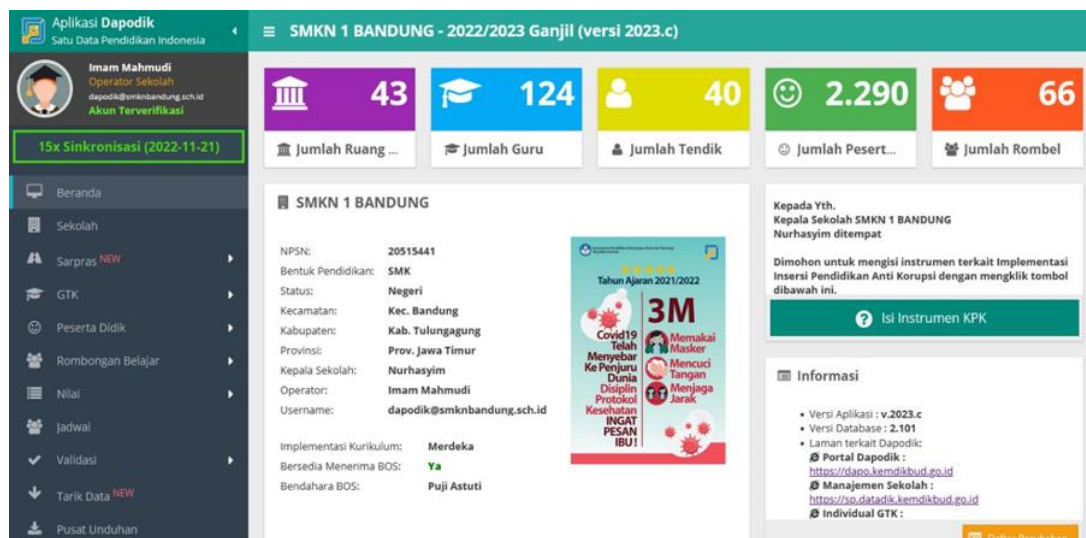 Aplikasi Dapodik
Satu Data Pendidikan Indonesia
SMKN 1 BANDUNG - 2022/2023 Ganjil (versi 2023.c)
Imam Mahmudi
Operator Sekolah
dapodik@smknbandung.sch.id
Akun Terverifikasi
15x Sinkronisasi (2022-11-21)
Beranda
Sekolah
Sarpras NEW
GTK
Peserta Didik
Rombongan Belajar
Nilai
Jadwal
Validasi
Tarik Data NEW
Pusat Unduhan
43
Jumlah Ruang ...
124
Jumlah Guru
40
Jumlah Tendik
2.290
Jumlah Pesert...
66
Jumlah Rombel
SMKN 1 BANDUNG
NPSN: 20515441
Bentuk Pendidikan: SMK
Status: Negeri
Kecamatan: Kec. Bandung
Kabupaten: Kab. Tulungagung
Provinsi: Prov. Jawa Timur
Kepala Sekolah: Nurhasyim
Operator: Imam Mahmudi
Username: dapodik@smknbandung.sch.id
Implementasi Kurikulum: Merdeka
Bersedia Menerima BOS: Ya
Bendahara BOS: Puji Astuti
Tahun Ajaran 2021/2022
3M
Covid19
Telah
Menyebar
Ke Penjuru
Dunia
Disiplin
Protokol
Kesehatan
INGAT
PESAN
IBU!
Memakai
Masker
Mencuci
Tangan
Menjaga
Jarak
Kepada Yth.
Kepala Sekolah SMKN 1 BANDUNG
Nurhasyim ditempat
Dimohon untuk mengisi instrumen terkait Implementasi
Insersi Pendidikan Anti Korupsi dengan mengklik tombol
dibawah ini.
Isi Instrumen KPK
Informasi
Versi Aplikasi : v.2023.c
Versi Database : 2.101
Laman terkait Dapodik:
Portal Dapodik :
https://dapo.kemdikbud.go.id
Manajemen Sekolah :
https://sp.datadik.kemdikbud.go.id
Individual GTK :